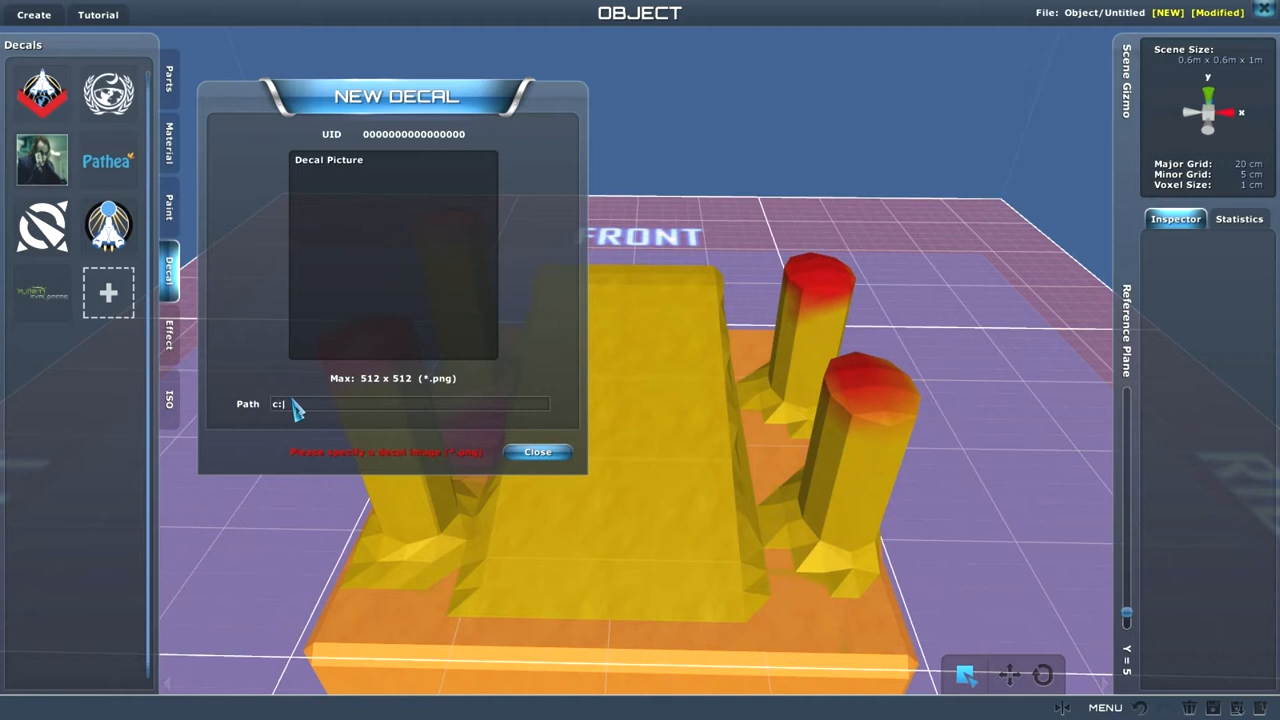 Create
Tutorial
OBJECT
File: Object/Untitled [NEW] [Modified]
Decals
Pathea
Parts
Material
Paint
Decal
Effect
ISO
NEW DECAL
UID 0000000000000000
Decal Picture
Max: 512 x 512 (*.png)
Path c:|
Please specify a decal image (*.png)
Close
FRONT
Scene Gizmo
Scene Size:
0.6m x 0.6m x 1m
y
x
Major Grid: 20 cm
Minor Grid: 5 cm
Voxel Size: 1 cm
Inspector
Statistics
Reference Plane
Y = 5
MENU